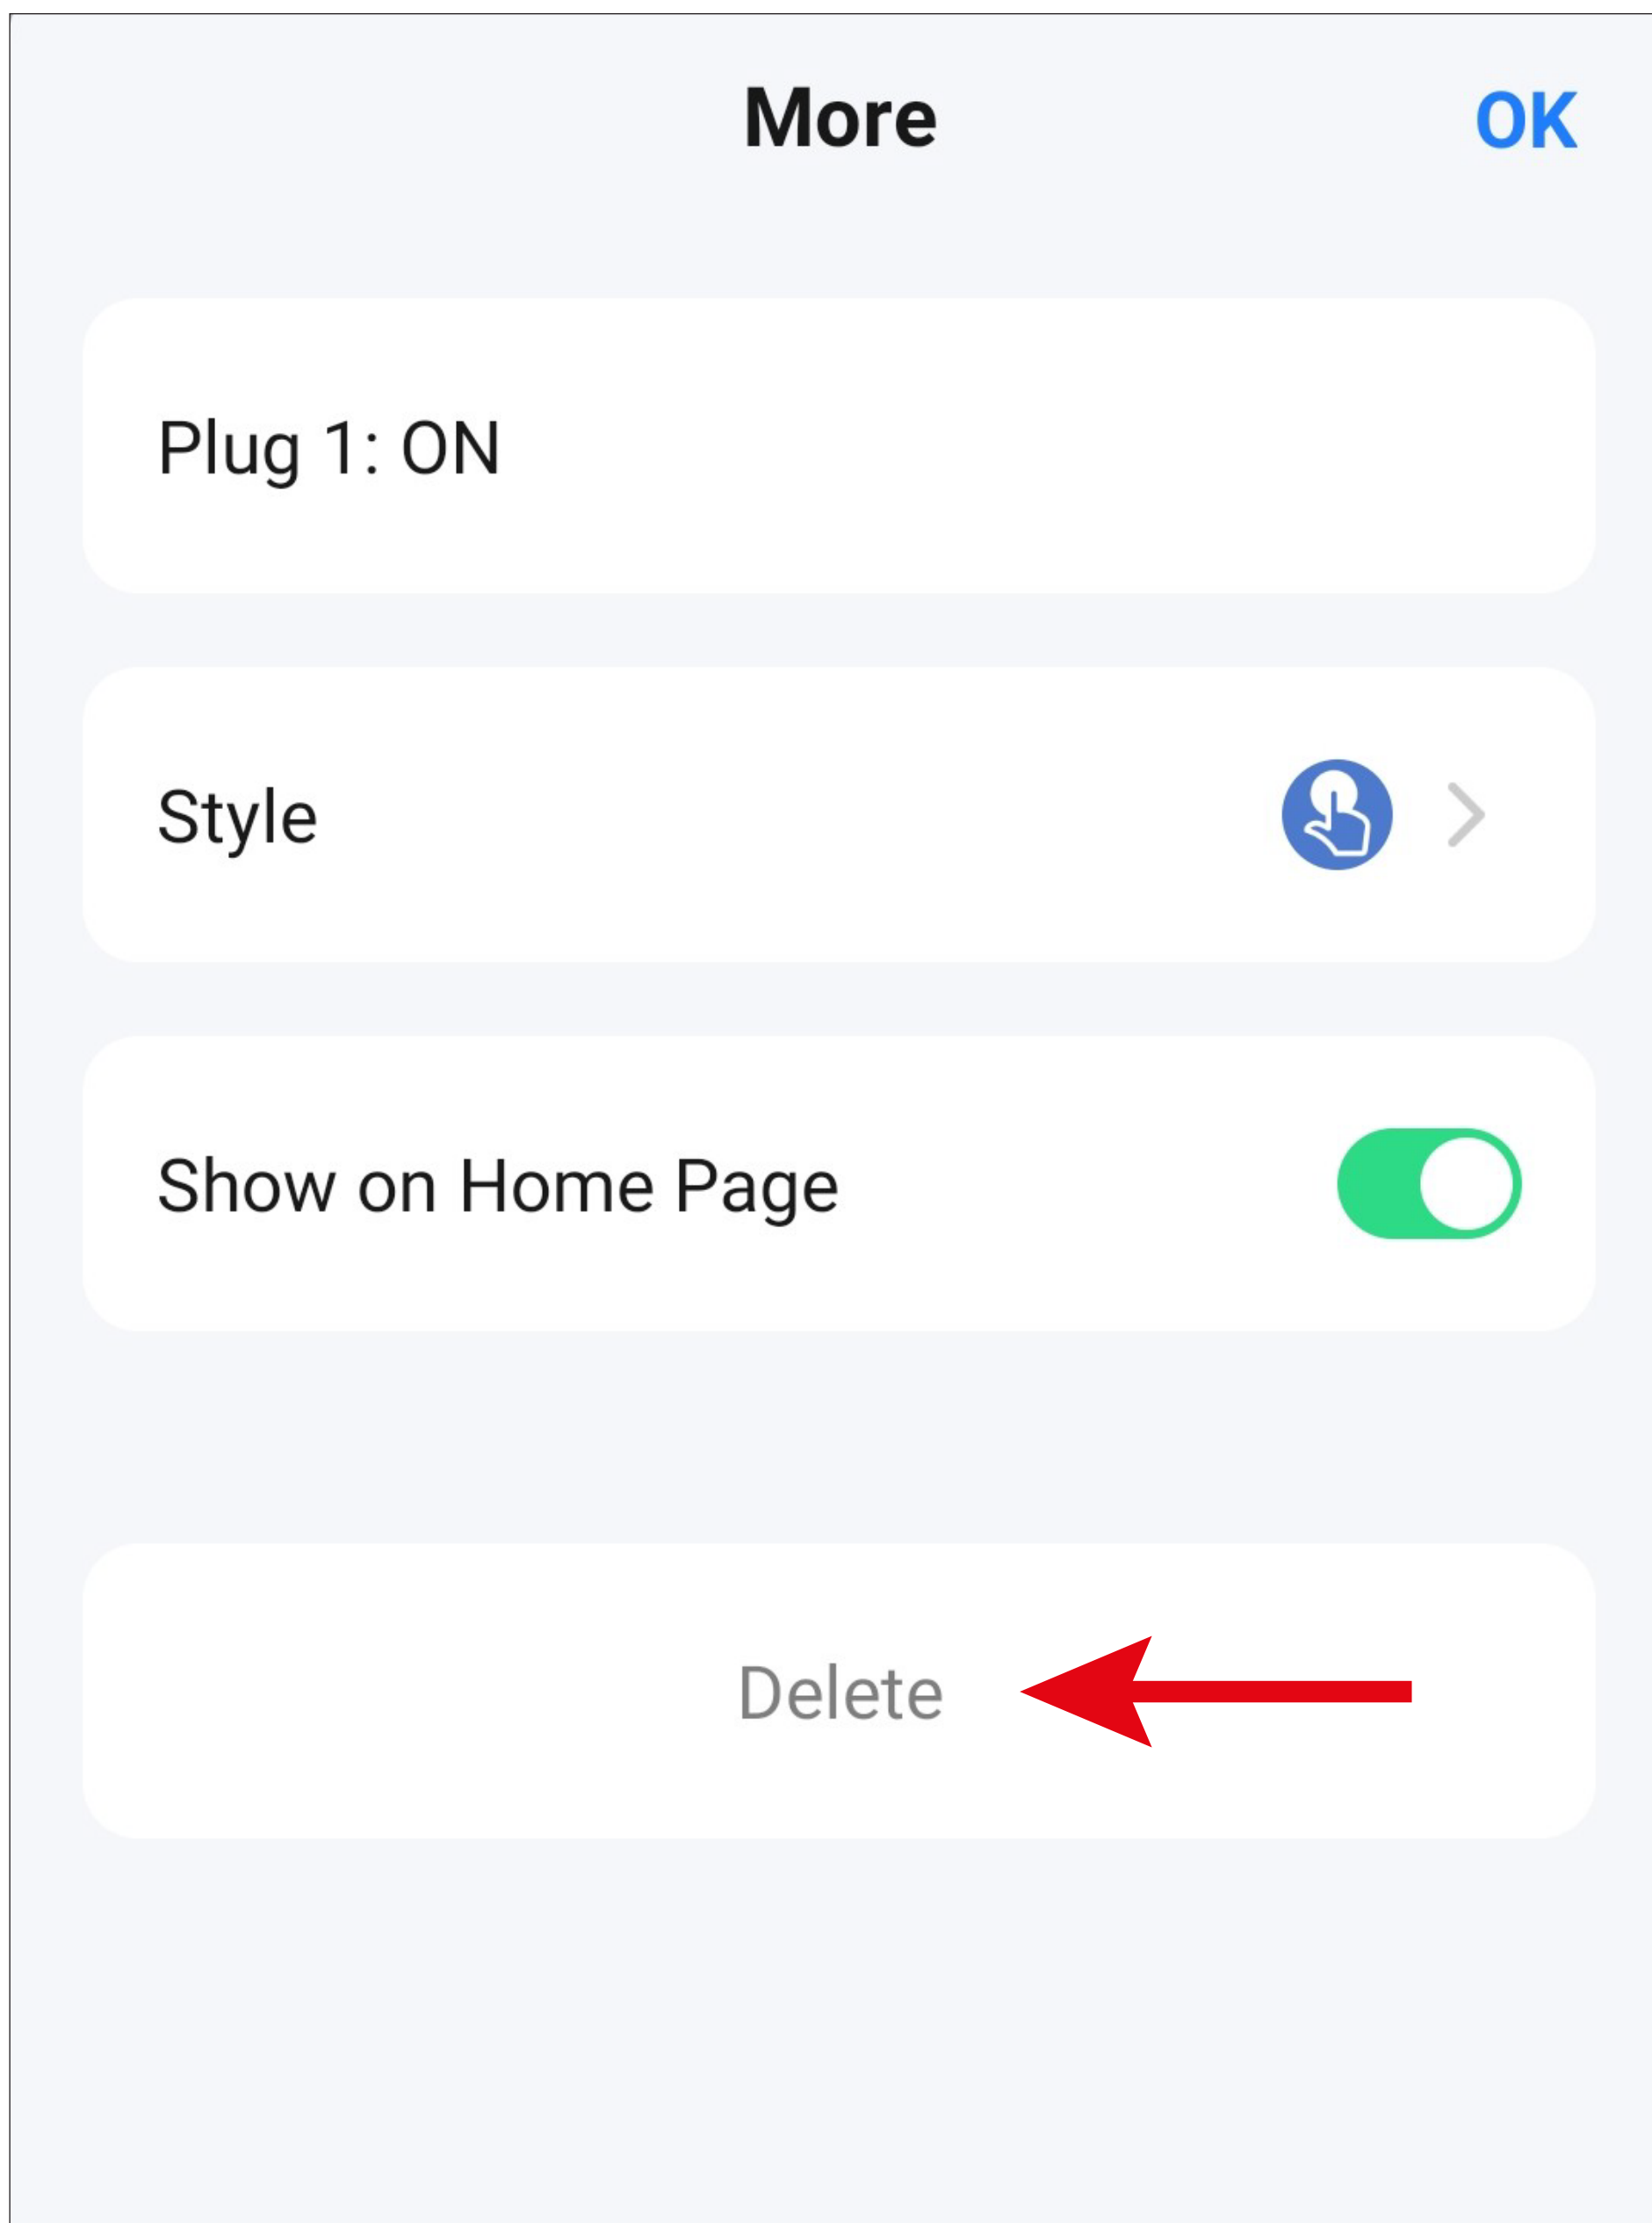 More
OK
Plug 1: ON
Style
Show on Home Page
Delete